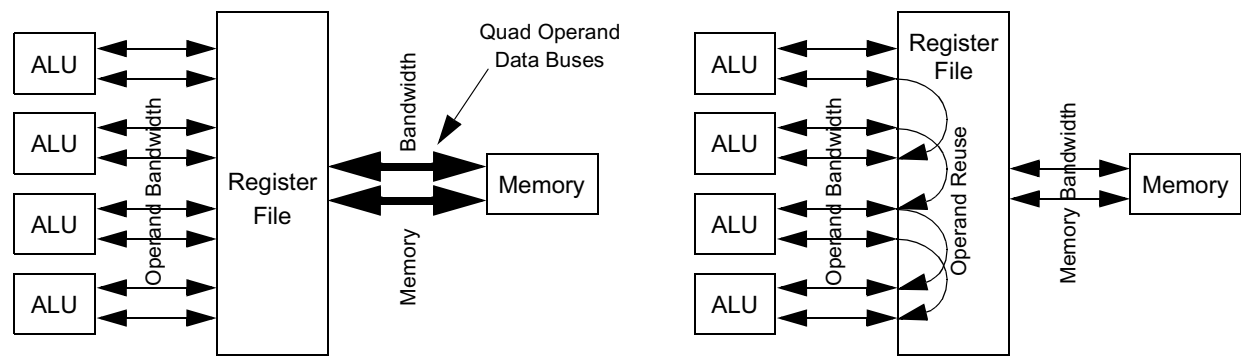 ALU
ALU
ALU
ALU
Operand Bandwidth
Register
File
Quad Operand
Data Buses
Bandwidth
Memory
Memory
ALU
ALU
ALU
ALU
Operand Bandwidth
Register
File
Operand Reuse
Memory Bandwidth
Memory